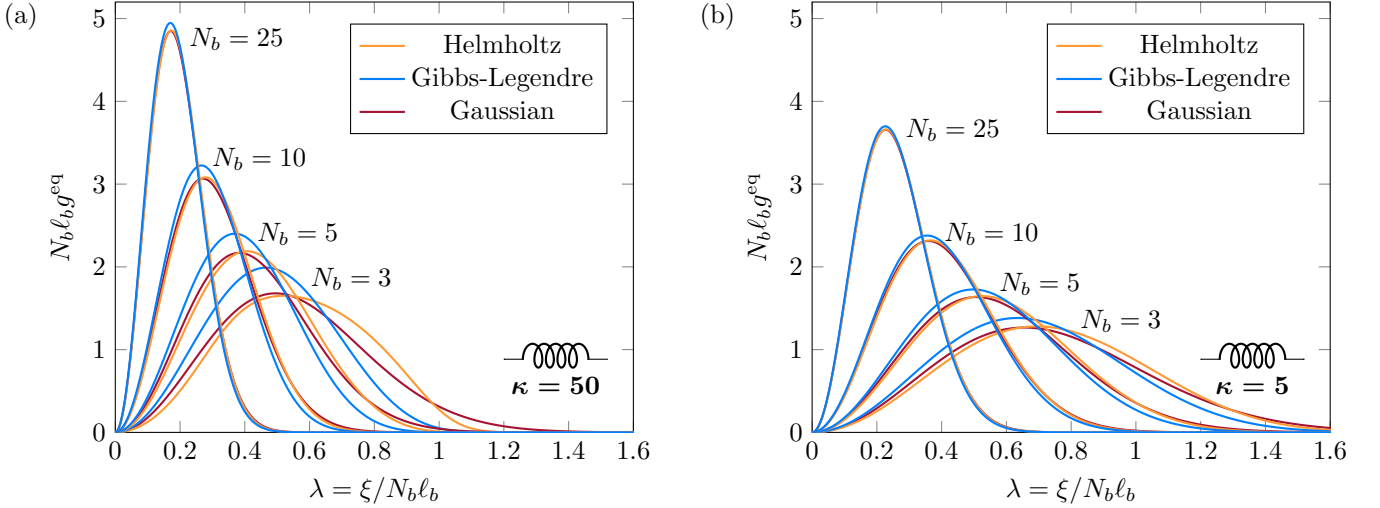 (a)
N_b ℓ_b g^eq
5
4
3
2
1
0
0
0.2
0.4
0.6
0.8
1
1.2
1.4
1.6
λ = ξ/N_bℓ_b
N_b = 25
N_b = 10
N_b = 5
N_b = 3
Helmholtz
Gibbs-Legendre
Gaussian
κ = 50
(b)
N_b ℓ_b g^eq
5
4
3
2
1
0
0
0.2
0.4
0.6
0.8
1
1.2
1.4
1.6
λ = ξ/N_bℓ_b
N_b = 25
N_b = 10
N_b = 5
N_b = 3
Helmholtz
Gibbs-Legendre
Gaussian
κ = 5